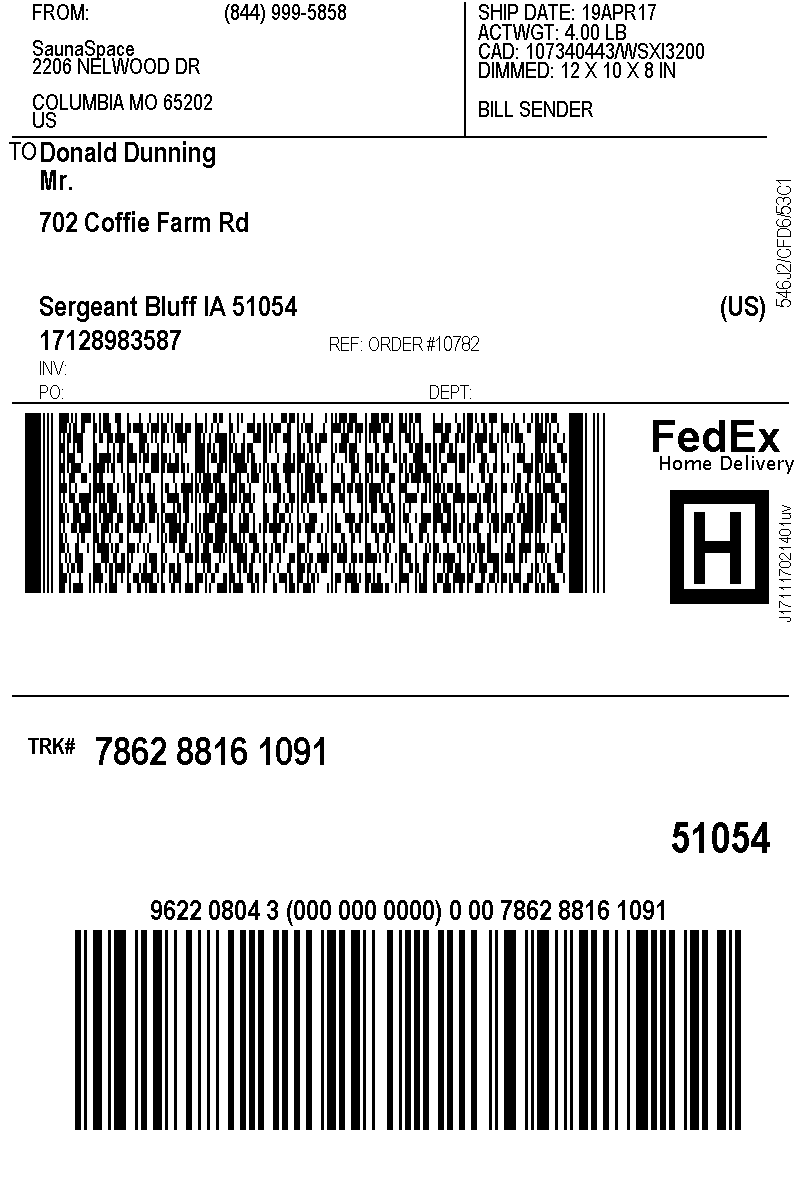 FROM: (844) 999-5858
SaunaSpace
2206 NELWOOD DR
COLUMBIA MO 65202
US
SHIP DATE: 19APR17
ACTWGT: 4.00 LB
CAD: 107340443/WSXI3200
DIMMED: 12 X 10 X 8 IN
BILL SENDER
TO Donald Dunning
Mr.
702 Coffie Farm Rd
Sergeant Bluff IA 51054 (US)
17128983587 REF: ORDER #10782
INV:
PO: DEPT:
546J2/CFD6/53C1
FedEx
Home Delivery
H
J171117021401uv
TRK# 7862 8816 1091
51054
9622 0804 3 (000 000 0000) 0 00 7862 8816 1091